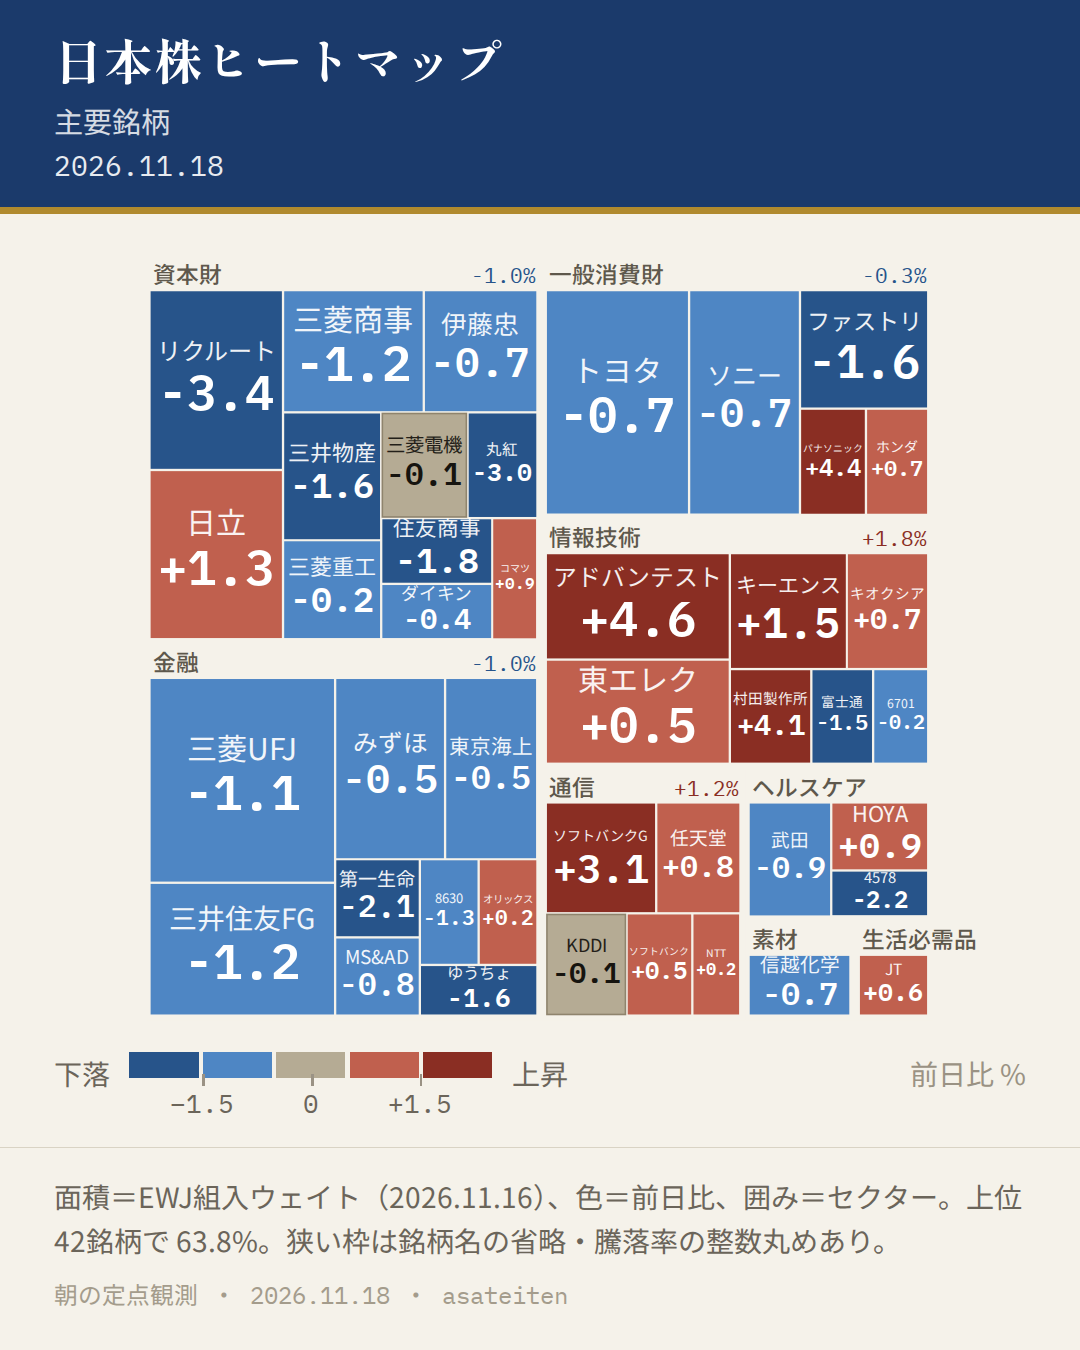 日本株ヒートマップ
主要銘柄
2026.11.18
資本財 -1.0%
リクルート
-3.4
三菱商事
-1.2
伊藤忠
-0.7
日立
+1.3
三井物産
-1.6
三菱電機
-0.1
丸紅
-3.0
三菱重工
-0.2
住友商事
-1.8
ダイキン
-0.4
コマツ
+0.9
金融 -1.0%
三菱UFJ
-1.1
みずほ
-0.5
東京海上
-0.5
三井住友FG
-1.2
第一生命
-2.1
8630
-1.3
オリックス
+0.2
MS&AD
-0.8
ゆうちょ
-1.6
一般消費財 -0.3%
トヨタ
-0.7
ソニー
-0.7
ファストリ
-1.6
パナソニック
+4.4
ホンダ
+0.7
情報技術 +1.8%
アドバンテスト
+4.6
キーエンス
+1.5
キオクシア
+0.7
東エレク
+0.5
村田製作所
+4.1
富士通
-1.5
6701
-0.2
通信 +1.2%
ソフトバンクG
+3.1
任天堂
+0.8
KDDI
-0.1
ソフトバンク
+0.5
NTT
+0.2
ヘルスケア
武田
-0.9
HOYA
+0.9
4578
-2.2
素材
信越化学
-0.7
生活必需品
JT
+0.6
下落 上昇 前日比 %
−1.5 0 +1.5
面積＝EWJ組入ウェイト（2026.11.16）、色＝前日比、囲み＝セクター。上位
42銘柄で 63.8%。狭い枠は銘柄名の省略・騰落率の整数丸めあり。
朝の定点観測 ・ 2026.11.18 ・ asateiten